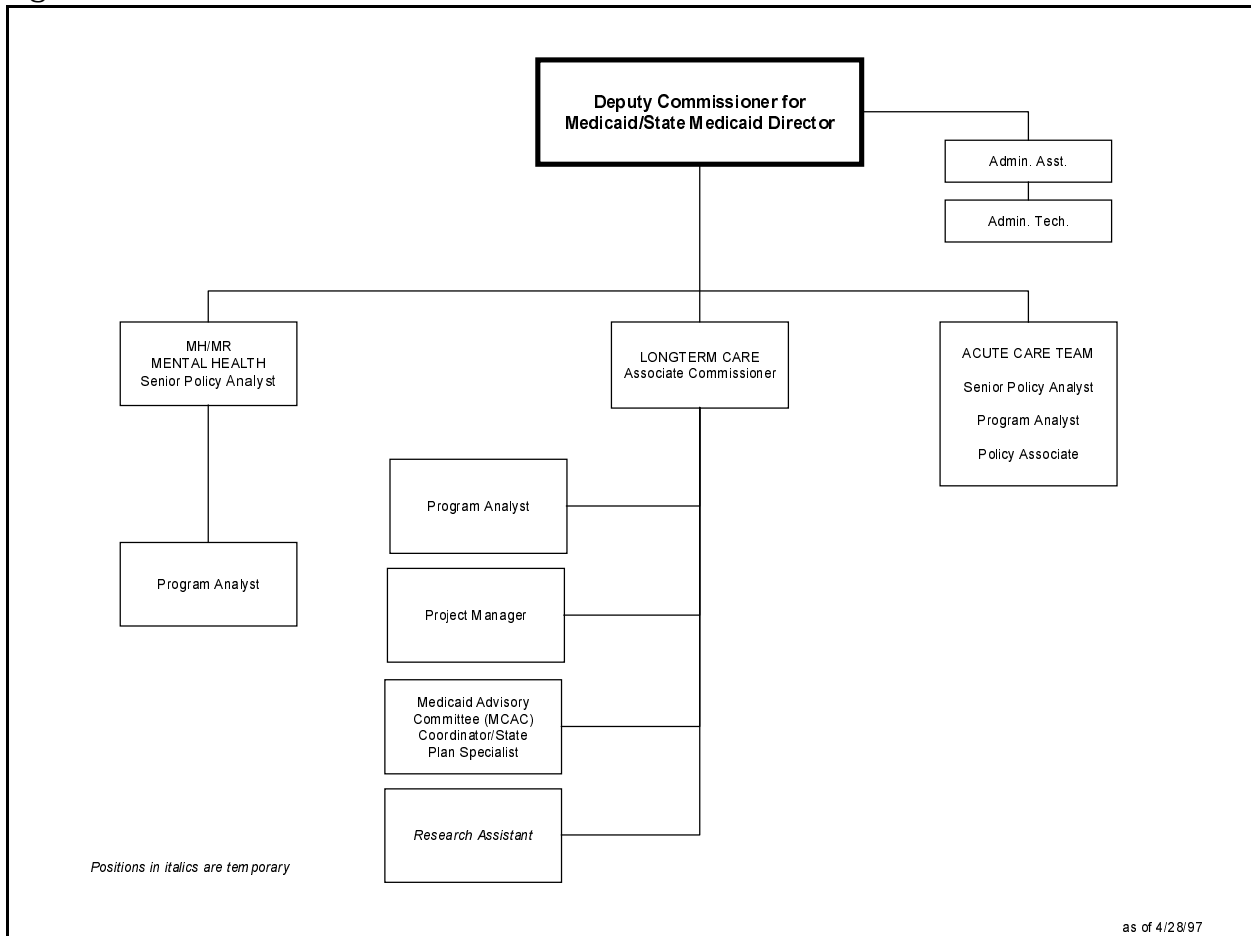 Deputy Commissioner for
Medicaid/State Medicaid Director
Admin. Asst.
Admin. Tech.
MH/MR
MENTAL HEALTH
Senior Policy Analyst
LONGTERM CARE
Associate Commissioner
ACUTE CARE TEAM
Senior Policy Analyst
Program Analyst
Policy Associate
Program Analyst
Program Analyst
Project Manager
Medicaid Advisory
Committee (MCAC)
Coordinator/State
Plan Specialist
Research Assistant
Positions in italics are temporary
as of 4/28/97